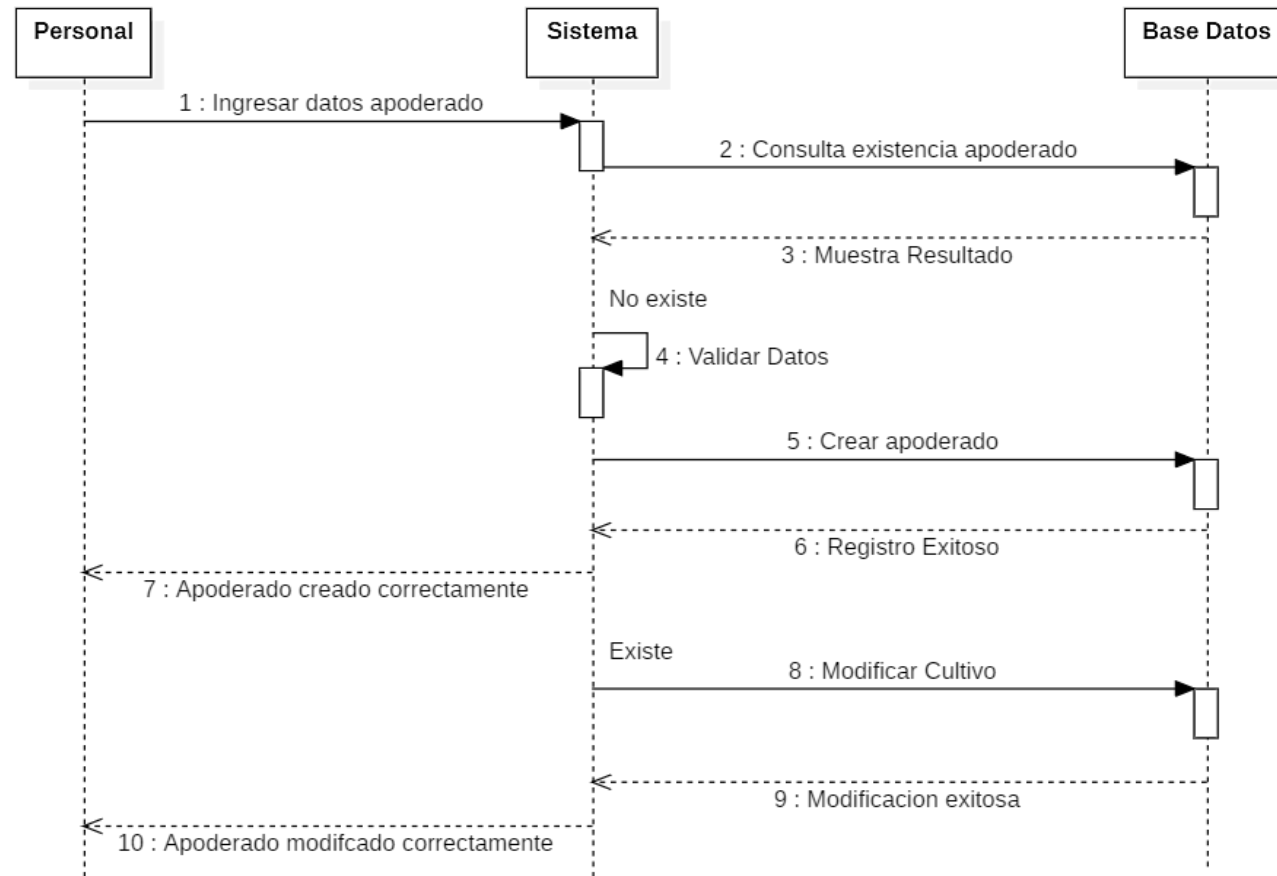 Personal
Sistema
Base Datos
1 : Ingresar datos apoderado
2 : Consulta existencia apoderado
3 : Muestra Resultado
No existe
4 : Validar Datos
5 : Crear apoderado
6 : Registro Exitoso
7 : Apoderado creado correctamente
Existe
8 : Modificar Cultivo
9 : Modificacion exitosa
10 : Apoderado modifcado correctamente